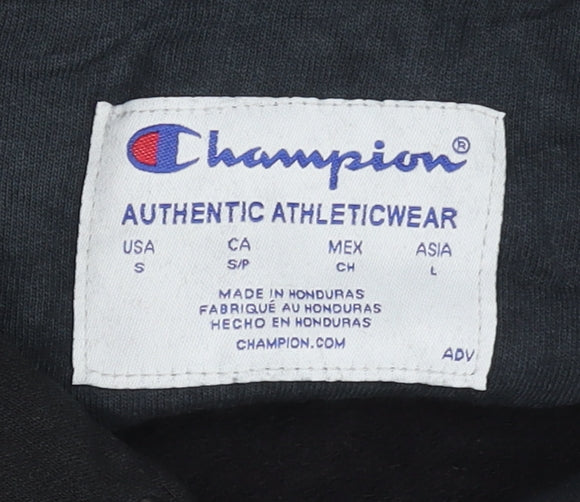 Champion®
AUTHENTIC ATHLETICWEAR
USA CA MEX ASIA
S S/P CH L
MADE IN HONDURAS
FABRIQUÉ AU HONDURAS
HECHO EN HONDURAS
CHAMPION.COM
ADV